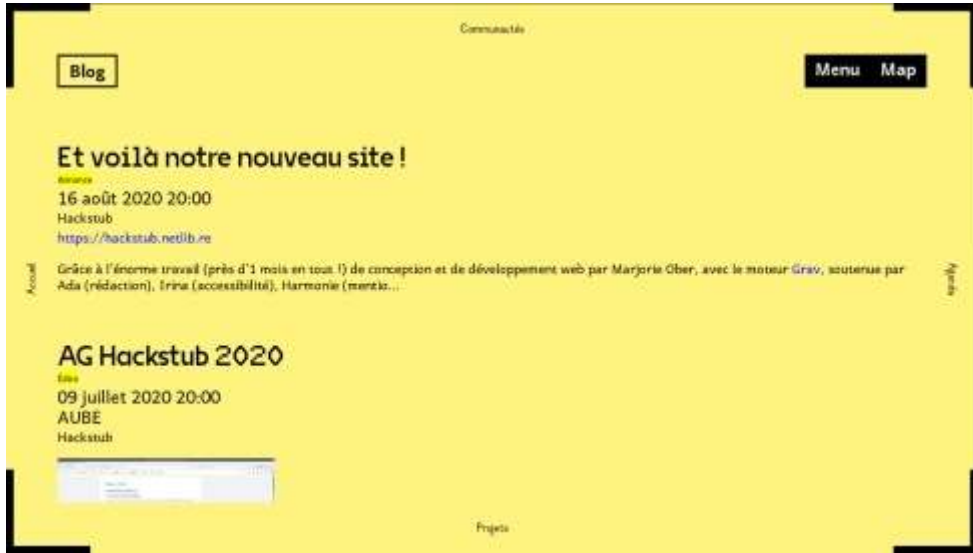 Communautés
Blog
Menu Map
Et voilà notre nouveau site !
Annonce
16 août 2020 20:00
Hackstub
https://hackstub.netlib.re
Grâce à l'énorme travail (près d'1 mois en tout !) de conception et de développement web par Marjorie Ober, avec le moteur Grav, soutenue par
Ada (rédaction), Irina (accessibilité), Harmonie (mentio...
Accueil
Agenda
AG Hackstub 2020
09 juillet 2020 20:00
AUBE
Hackstub
Projets